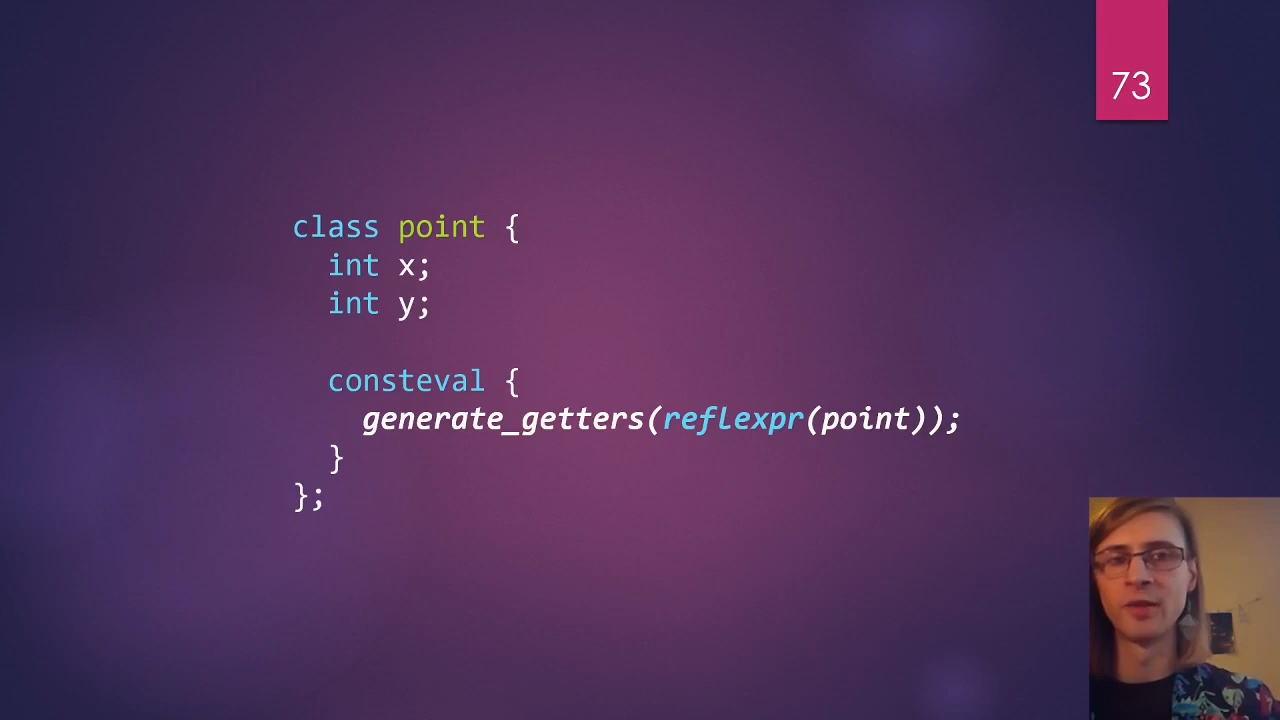 73
class point {
  int x;
  int y;
  consteval {
    generate_getters(reflexpr(point));
  }
};